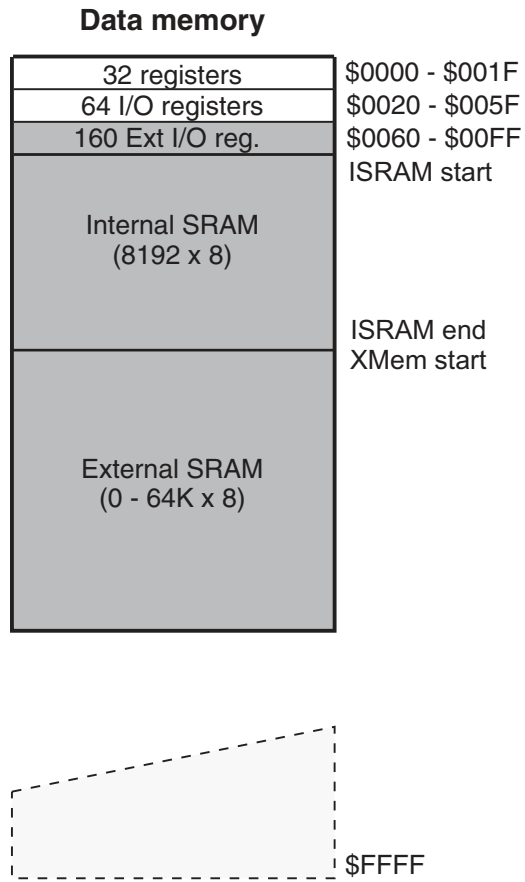 Data memory
32 registers $0000 - $001F
64 I/O registers $0020 - $005F
160 Ext I/O reg. $0060 - $00FF
ISRAM start
Internal SRAM
(8192 x 8)
ISRAM end
XMem start
External SRAM
(0 - 64K x 8)
$FFFF